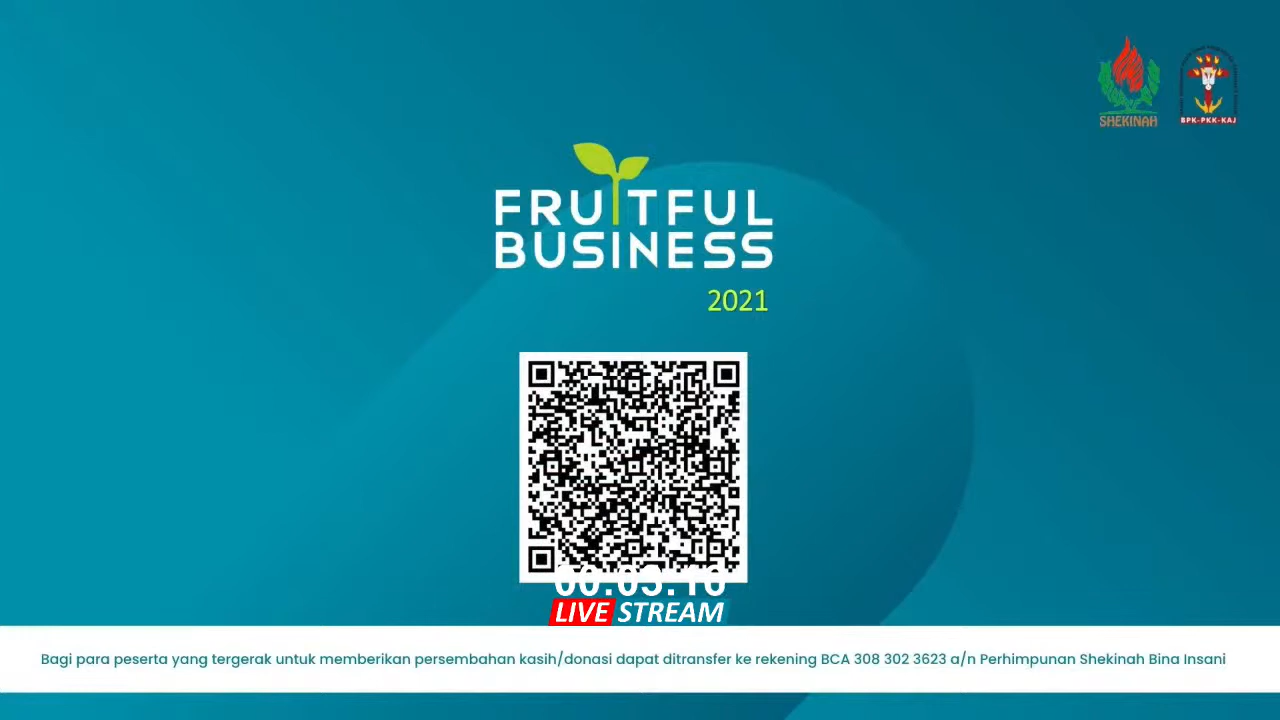 SHEKINAH
BPK-PKK-KAJ
FRUITFUL
BUSINESS
2021
LIVE STREAM
Bagi para peserta yang tergerak untuk memberikan persembahan kasih/donasi dapat ditransfer ke rekening BCA 308 302 3623 a/n Perhimpunan Shekinah Bina Insani